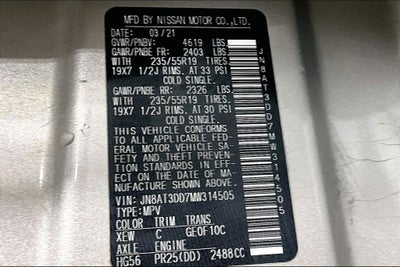 MFD BY NISSAN MOTOR CO.,LTD.
DATE: 03/21
GVWR/PNBV: 4619 LBS
GAWR/PNBE FR: 2403 LBS
WITH 235/55R19 TIRES
19X7 1/2J RIMS. AT 33 PSI
COLD SINGLE.
GAWR/PNBE RR: 2326 LBS
WITH 235/55R19 TIRES
19X7 1/2J RIMS. AT 30 PSI
COLD SINGLE.
THIS VEHICLE CONFORMS
TO ALL APPLICABLE FED-
ERAL MOTOR VEHICLE SA-
FETY AND THEFT PREVEN-
TION STANDARDS IN EFF-
ECT ON THE DATE OF MA-
NUFACTURE SHOWN ABOVE.
VIN: JN8AT3DD7MW314505
TYPE: MPV
COLOR TRIM TRANS
XEW C GE0F10C
AXLE ENGINE
HG56 PR25(DD) 2488CC
JN8AT3DD7MW314505